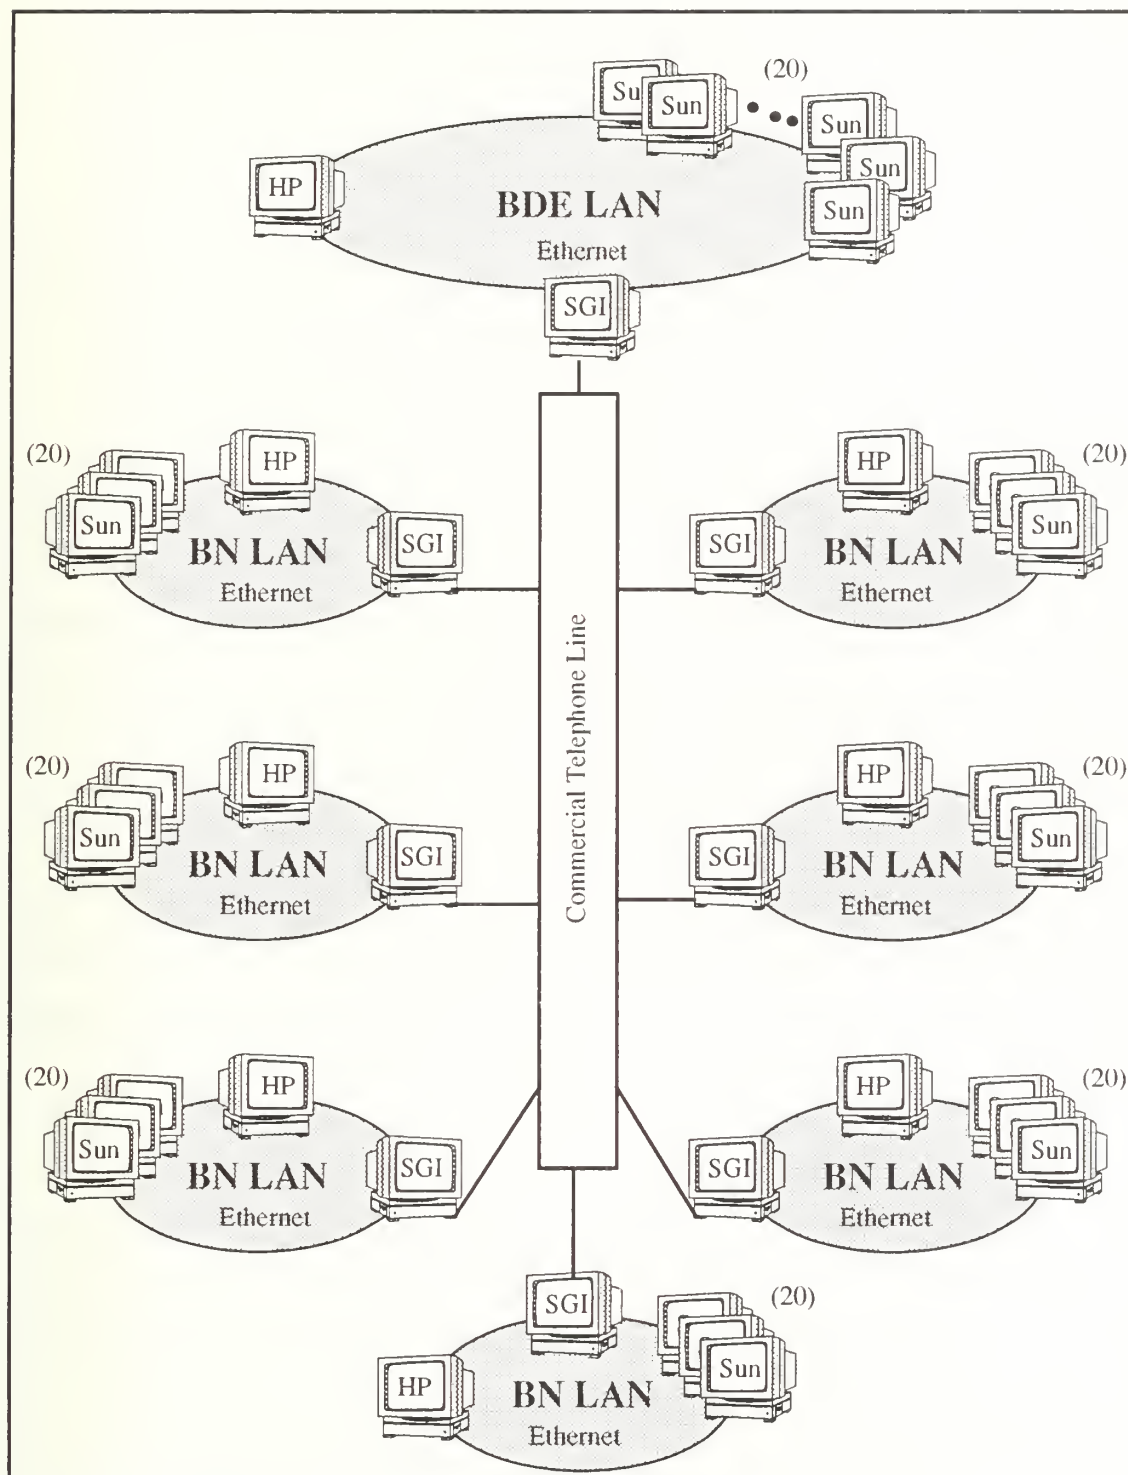 (20)
Sun
Sun
Sun
Sun
Sun
HP
BDE LAN
Ethernet
SGI
(20)
HP
Sun
SGI
BN LAN
Ethernet
HP
(20)
SGI
Sun
BN LAN
Ethernet
Commercial Telephone Line
(20)
HP
Sun
SGI
BN LAN
Ethernet
HP
(20)
SGI
Sun
BN LAN
Ethernet
(20)
HP
Sun
SGI
BN LAN
Ethernet
HP
(20)
SGI
Sun
BN LAN
Ethernet
SGI
(20)
HP
Sun
BN LAN
Ethernet